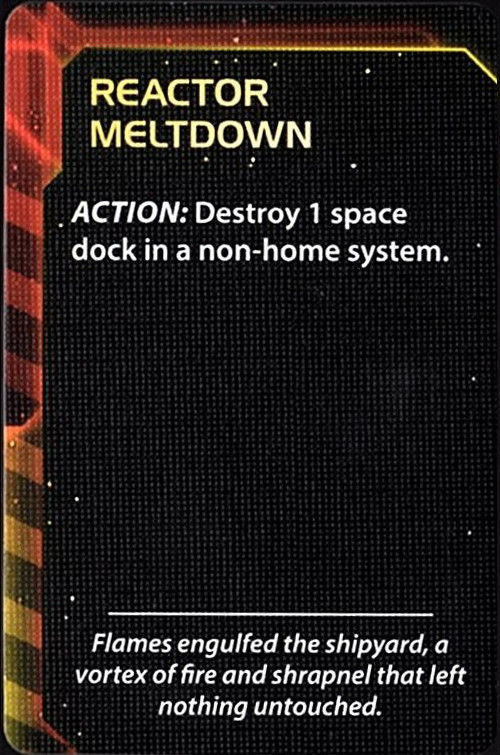 REACTOR
MELTDOWN
ACTION: Destroy 1 space
dock in a non-home system.
Flames engulfed the shipyard, a
vortex of fire and shrapnel that left
nothing untouched.